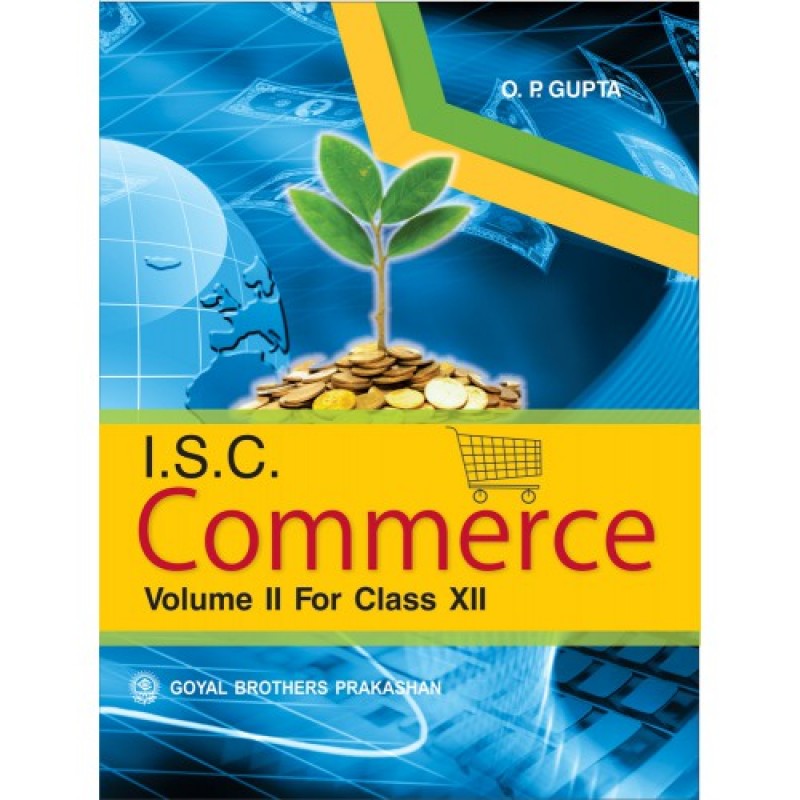 O. P. GUPTA
I.S.C.
Commerce
Volume II For Class XII
GOYAL BROTHERS PRAKASHAN